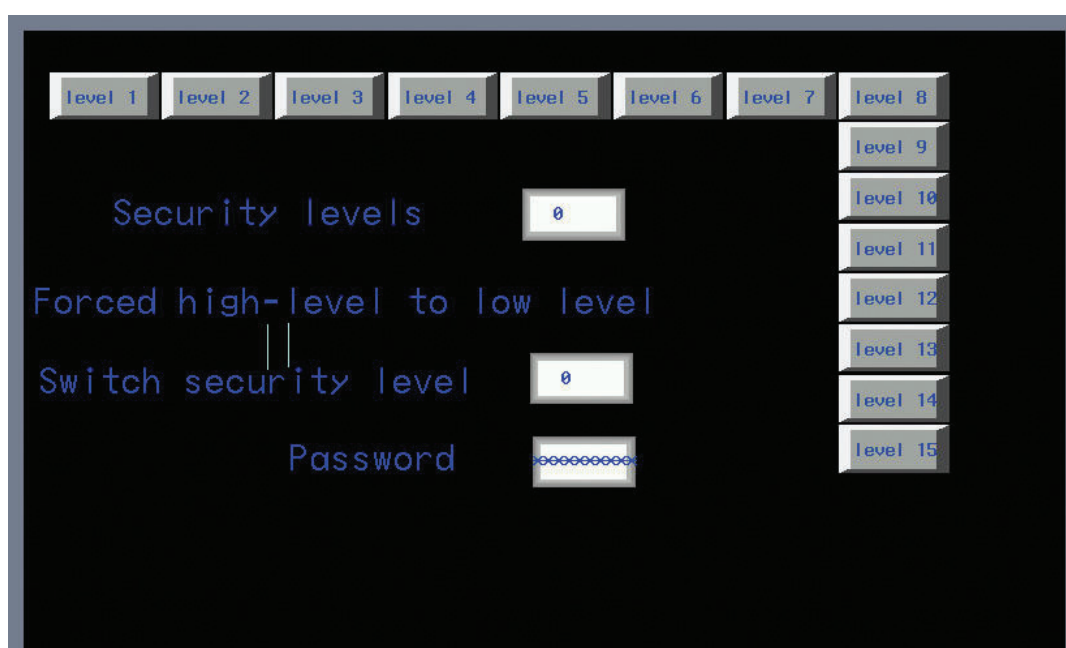 level 1 level 2 level 3 level 4 level 5 level 6 level 7 level 8
level 9
level 10
Security levels 0
level 11
Forced high-level to low level
level 12
level 13
Switch security level 0
level 14
Password
level 15